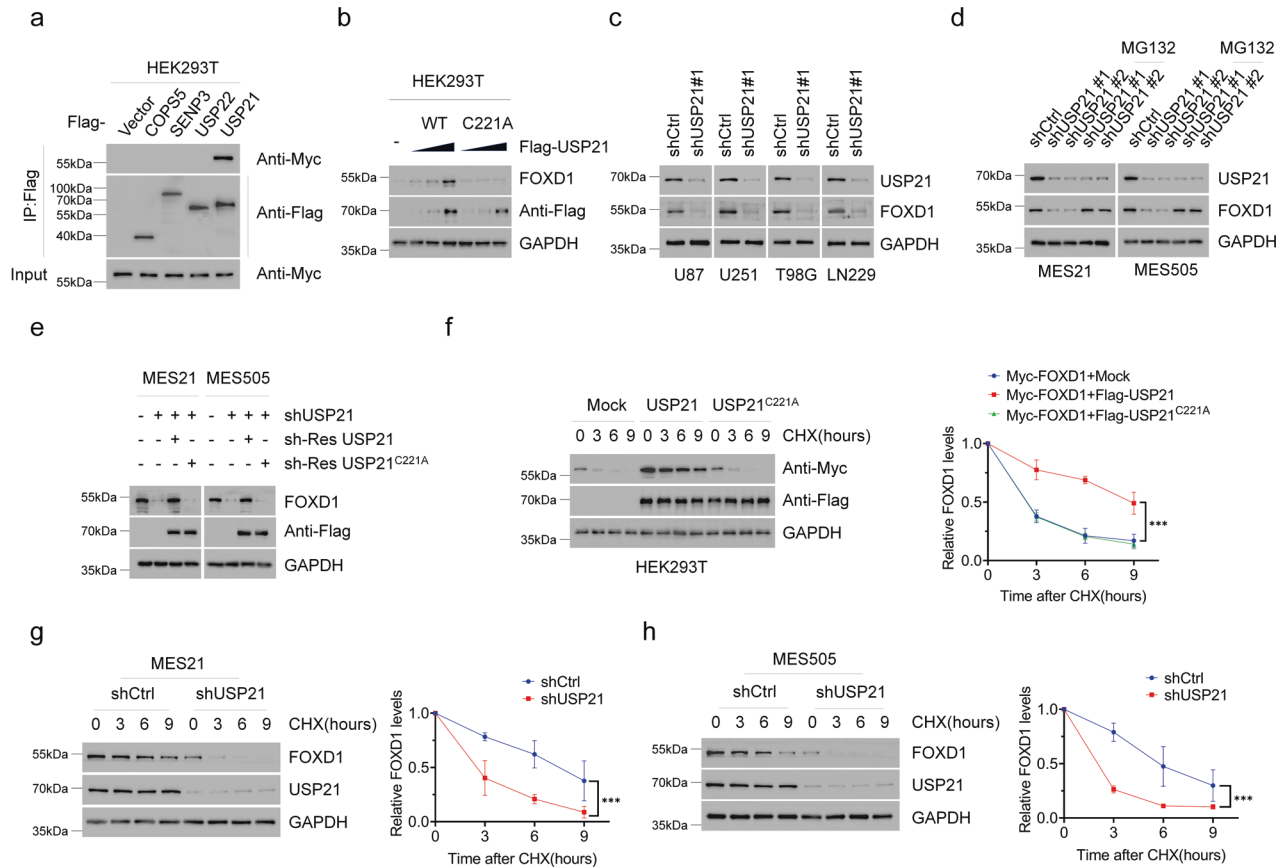 a
HEK293T
Flag-
Vector
COPS5
SENP3
USP22
USP21
IP:Flag
55kDa
Anti-Myc
100kDa
70kDa
55kDa
40kDa
Anti-Flag
Input
55kDa
Anti-Myc
b
HEK293T
WT C221A
- Flag-USP21
55kDa FOXD1
70kDa Anti-Flag
35kDa GAPDH
c
shCtrl
shUSP21#1
shCtrl
shUSP21#1
shCtrl
shUSP21#1
shCtrl
shUSP21#1
70kDa USP21
55kDa FOXD1
35kDa GAPDH
U87 U251 T98G LN229
d
MG132 MG132
shCtrl
shUSP21 #1
shUSP21 #2
shUSP21 #1
shUSP21 #2
shCtrl
shUSP21 #1
shUSP21 #2
shUSP21 #1
shUSP21 #2
70kDa USP21
55kDa FOXD1
35kDa GAPDH
MES21 MES505
e
MES21 MES505
- + + + - + + + shUSP21
- - + - - - + - sh-Res USP21
- - - + - - - + sh-Res USP21C221A
55kDa FOXD1
70kDa Anti-Flag
35kDa GAPDH
f
Mock USP21 USP21C221A
0 3 6 9 0 3 6 9 0 3 6 9 CHX(hours)
55kDa Anti-Myc
70kDa Anti-Flag
35kDa GAPDH
HEK293T
Myc-FOXD1+Mock
Myc-FOXD1+Flag-USP21
Myc-FOXD1+Flag-USP21C221A
Relative FOXD1 levels
1.0
0.5
0.0
***
0 3 6 9
Time after CHX(hours)
g
MES21
shCtrl shUSP21
0 3 6 9 0 3 6 9 CHX(hours)
55kDa FOXD1
70kDa USP21
35kDa GAPDH
shCtrl
shUSP21
Relative FOXD1 levels
1.0
0.5
0.0
***
0 3 6 9
Time after CHX(hours)
h
MES505
shCtrl shUSP21
0 3 6 9 0 3 6 9 CHX(hours)
55kDa FOXD1
70kDa USP21
35kDa GAPDH
shCtrl
shUSP21
Relative FOXD1 levels
1.0
0.5
0.0
***
0 3 6 9
Time after CHX(hours)